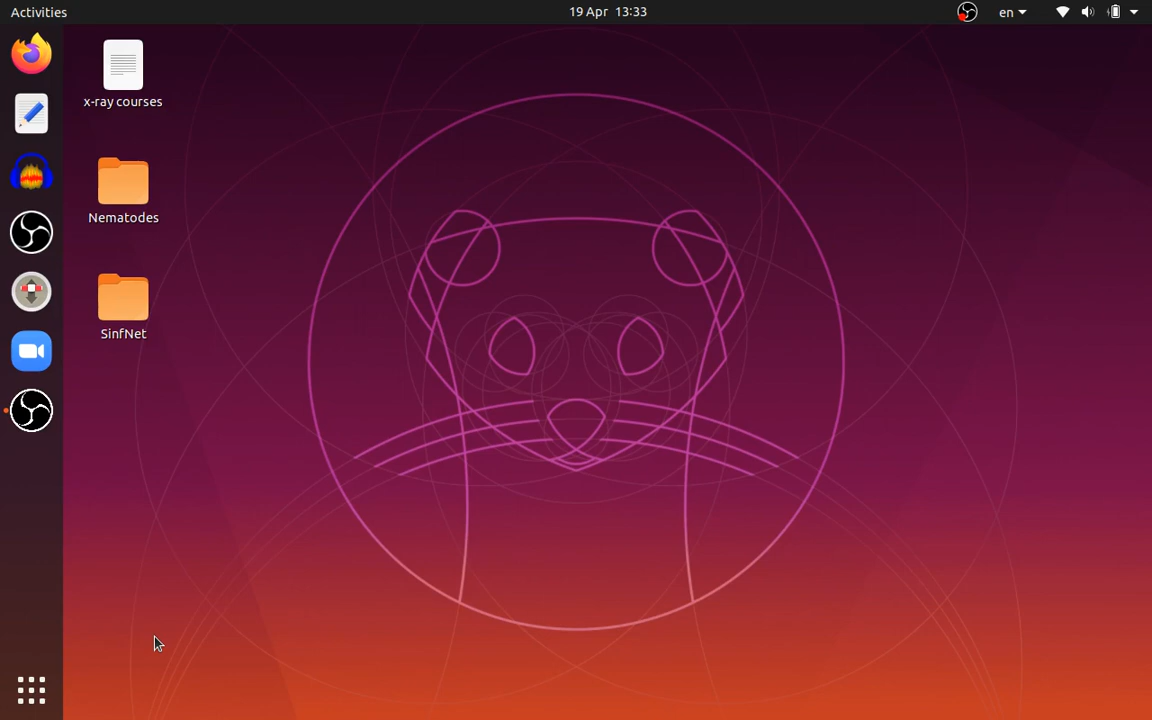 Activities
19 Apr 13:33
en
x-ray courses
Nematodes
SinfNet